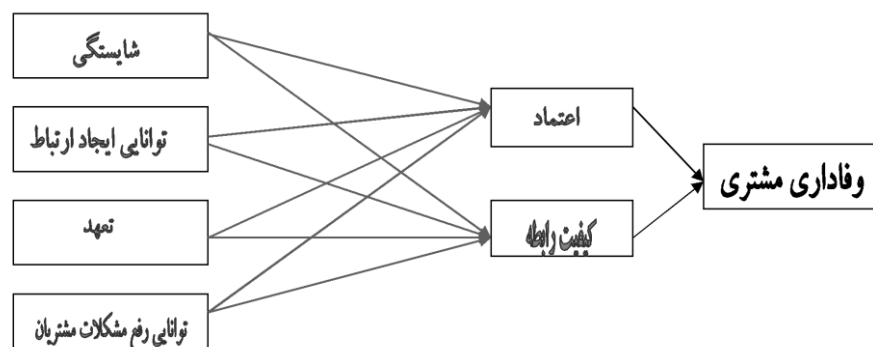 شایستگی
توانایی ایجاد ارتباط
تعهد
توانایی رفع مشکلات مشتریان
اعتماد
کیفیت رابطه
وفاداری مشتری